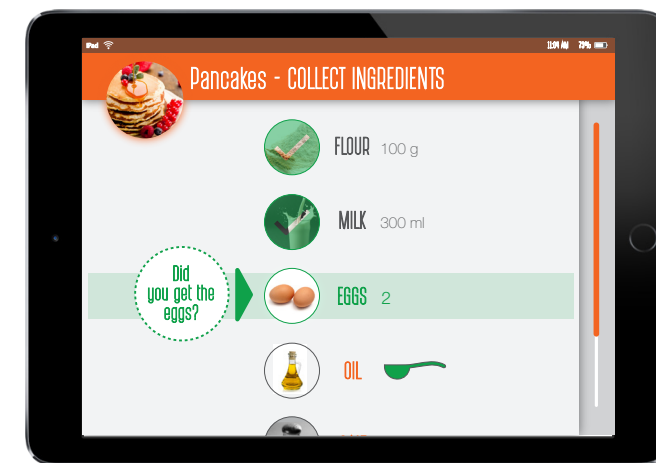 iPad
11:04 AM 79%
Pancakes - COLLECT INGREDIENTS
FLOUR 100 g
MILK 300 ml
Did
you get the
eggs?
EGGS 2
OIL